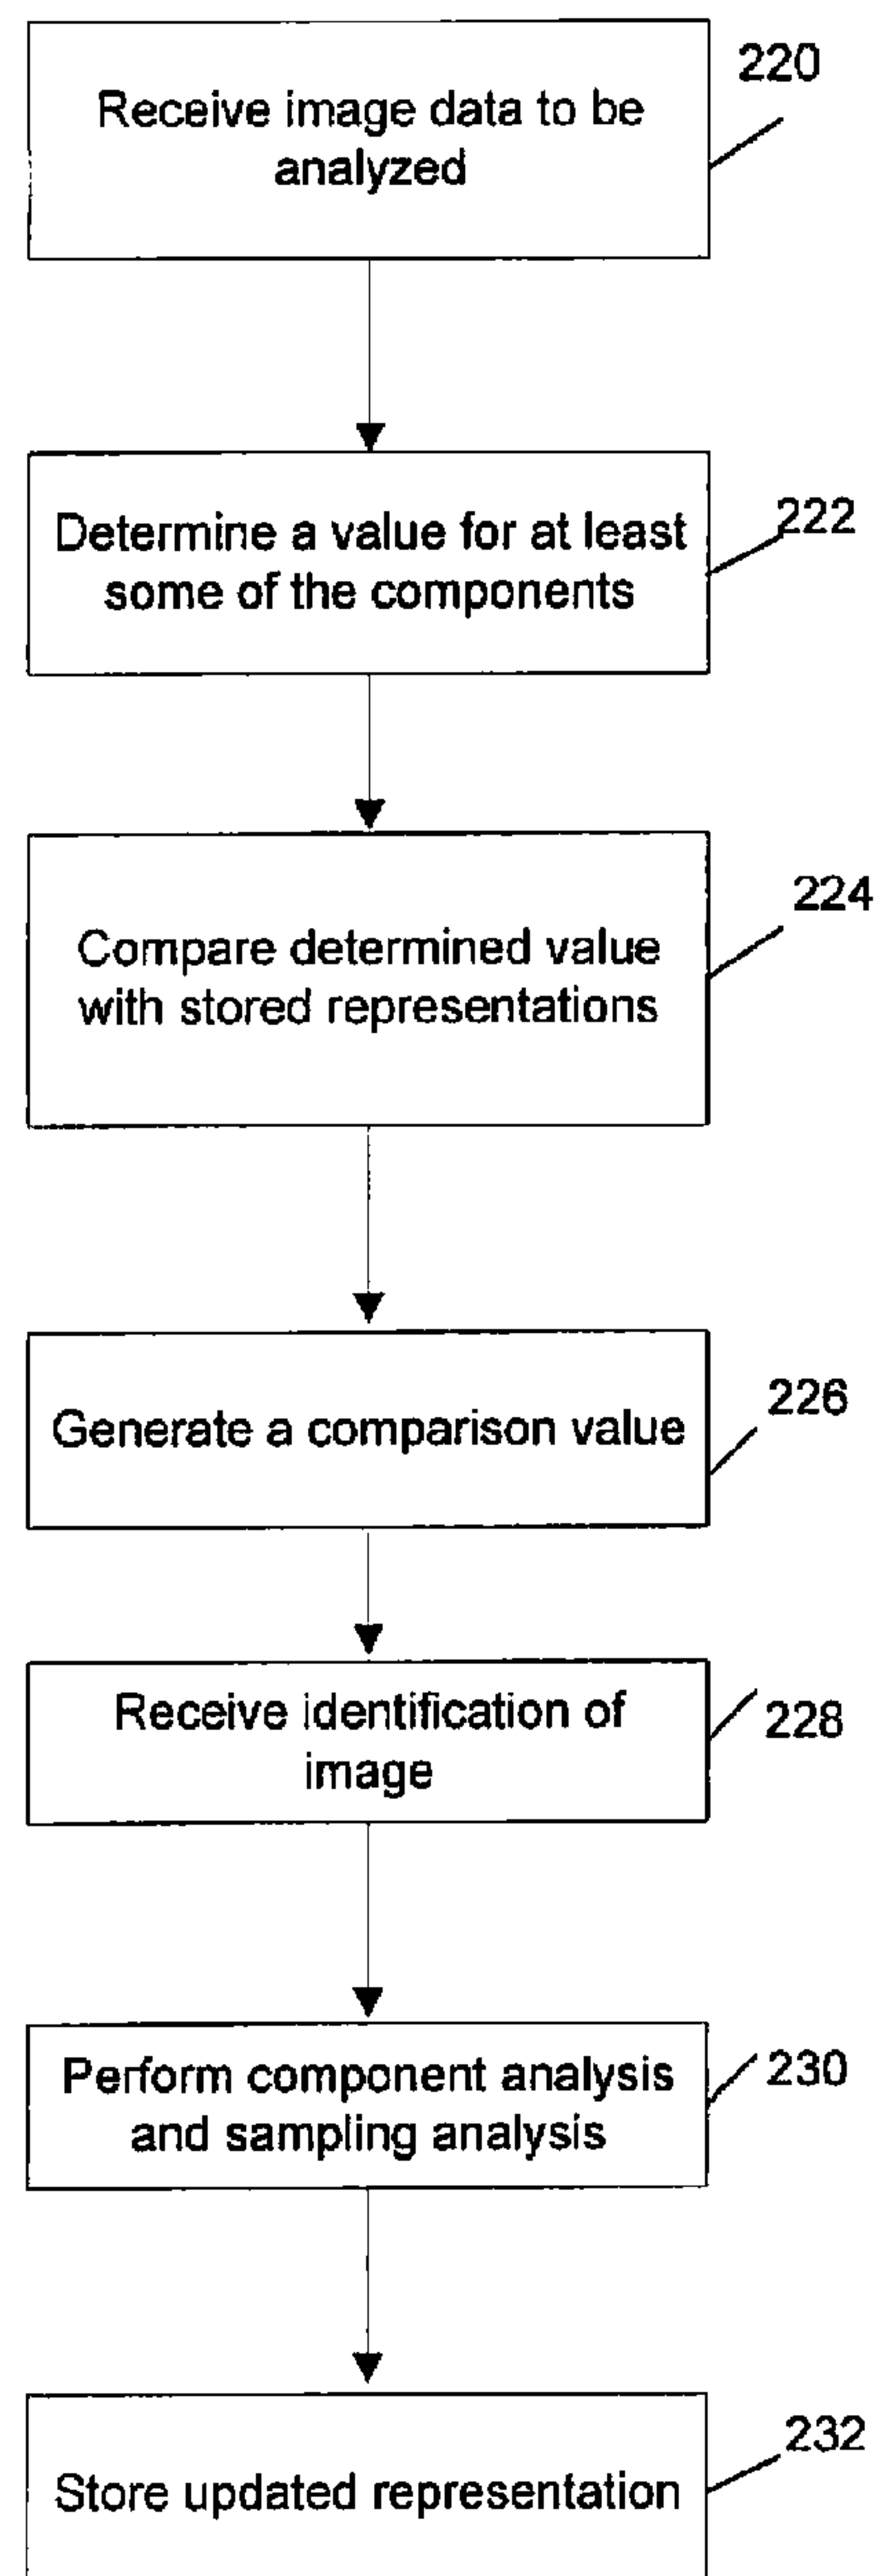 Receive image data to be
analyzed
220
Determine a value for at least
some of the components
222
Compare determined value
with stored representations
224
Generate a comparison value
226
Receive identification of
image
228
Perform component analysis
and sampling analysis
230
Store updated representation
232